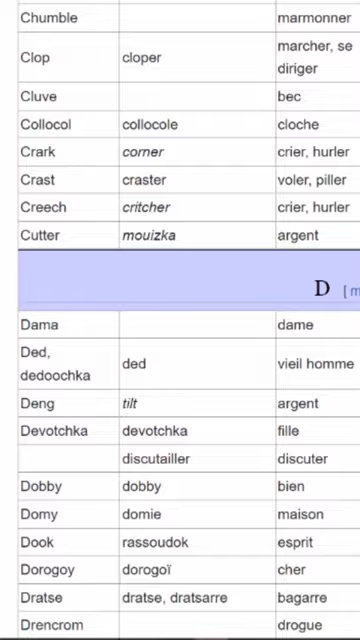 Chumble marmonner
Clop cloper marcher, se diriger
Cluve bec
Collocol collocole cloche
Crark corner crier, hurler
Crast craster voler, piller
Creech critcher crier, hurler
Cutter mouizka argent
D [m
Dama dame
Ded, dedoochka ded vieil homme
Deng tilt argent
Devotchka devotchka fille
discutailler discuter
Dobby dobby bien
Domy domie maison
Dook rassoudok esprit
Dorogoy dorogoï cher
Dratse dratse, dratsarre bagarre
Drencrom drogue